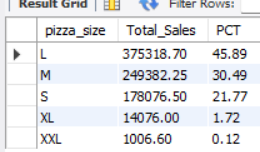 Result Grid Filter Rows:
pizza_size Total_Sales PCT
L 375318.70 45.89
M 249382.25 30.49
S 178076.50 21.77
XL 14076.00 1.72
XXL 1006.60 0.12